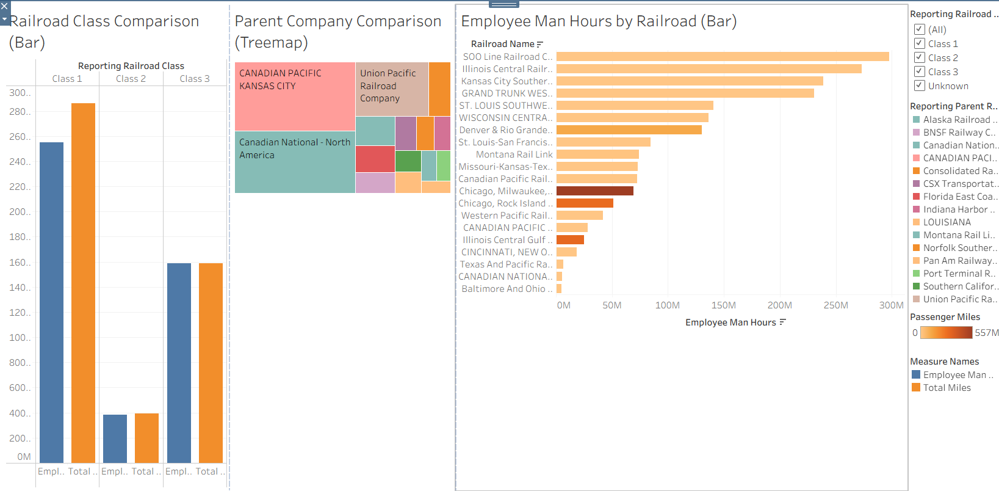 Railroad Class Comparison
(Bar)
Reporting Railroad Class
Class 1
Class 2
Class 3
300..
280..
260..
240..
220..
200..
180..
160..
140..
120..
100..
800..
600..
400..
200..
0M
Empl..
Total ..
Empl..
Total ..
Empl..
Total ..
Parent Company Comparison
(Treemap)
CANADIAN PACIFIC
KANSAS CITY
Union Pacific
Railroad
Company
Canadian National - North
America
Employee Man Hours by Railroad (Bar)
Railroad Name
SOO Line Railroad C..
Illinois Central Railr..
Kansas City Souther..
GRAND TRUNK WES..
ST. LOUIS SOUTHWE..
WISCONSIN CENTRA..
Denver & Rio Grande..
St. Louis-San Francis..
Montana Rail Link
Missouri-Kansas-Tex..
Canadian Pacific Rail..
Chicago, Milwaukee,..
Chicago, Rock Island ..
Western Pacific Rail..
CANADIAN PACIFIC ..
Illinois Central Gulf ..
CINCINNATI, NEW O..
Texas And Pacific Ra..
CANADIAN NATIONA..
Baltimore And Ohio ..
0M
50M
100M
150M
200M
250M
300M
Employee Man Hours
Reporting Railroad ..
(All)
Class 1
Class 2
Class 3
Unknown
Reporting Parent R..
Alaska Railroad ..
BNSF Railway C..
Canadian Nation..
CANADIAN PACI..
Consolidated Ra..
CSX Transportat..
Florida East Coa..
Indiana Harbor ..
LOUISIANA
Montana Rail Li..
Norfolk Souther..
Pan Am Railway..
Port Terminal R..
Southern Califor..
Union Pacific Ra..
Passenger Miles
0
557M
Measure Names
Employee Man ..
Total Miles